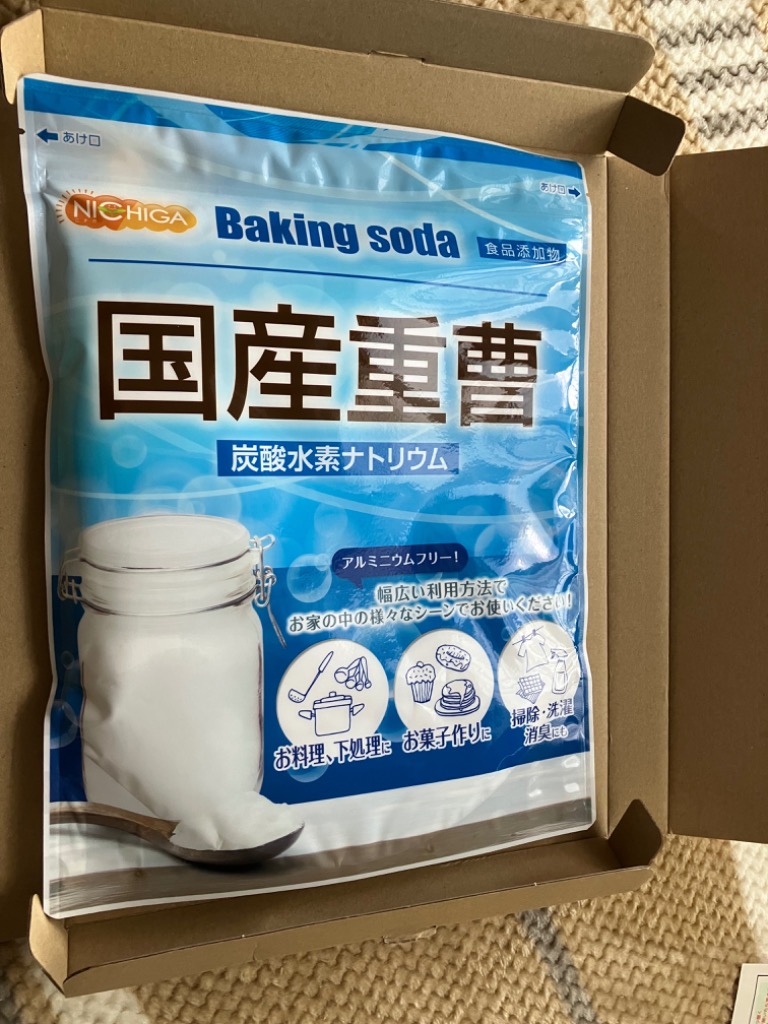 あけ口
あけ口
NICHIGA
Baking soda
食品添加物
国産重曹
炭酸水素ナトリウム
アルミニウムフリー！
幅広い利用方法で
お家の中の様々なシーンでお使いください！
お料理、下処理に
お菓子作りに
掃除・洗濯
消臭にも